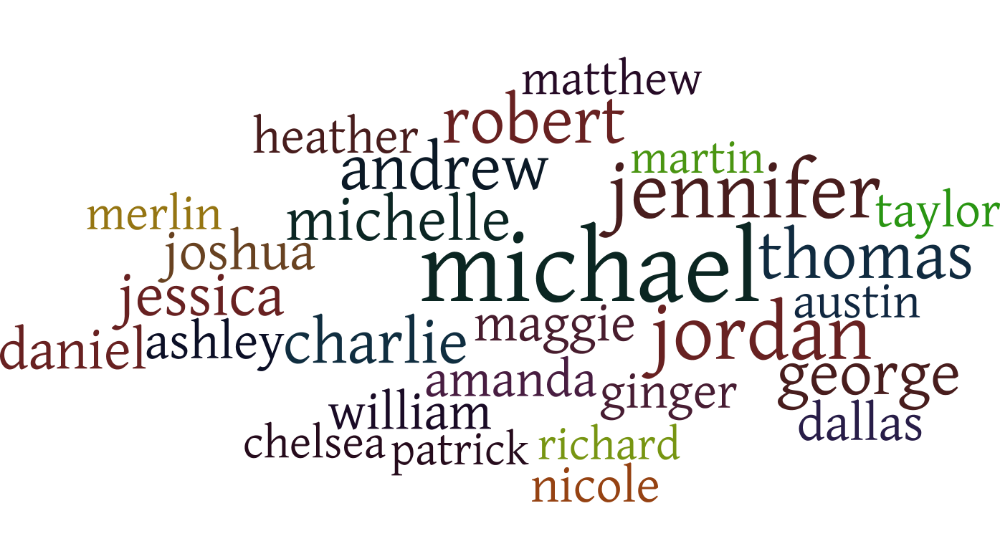 matthew
robert
heather
andrew
martin
jennifer
taylor
merlin
michelle
joshua
michael
thomas
jessica
austin
maggie
jordan
daniel
ashley
charlie
george
amanda
ginger
william
dallas
chelsea
patrick
richard
nicole